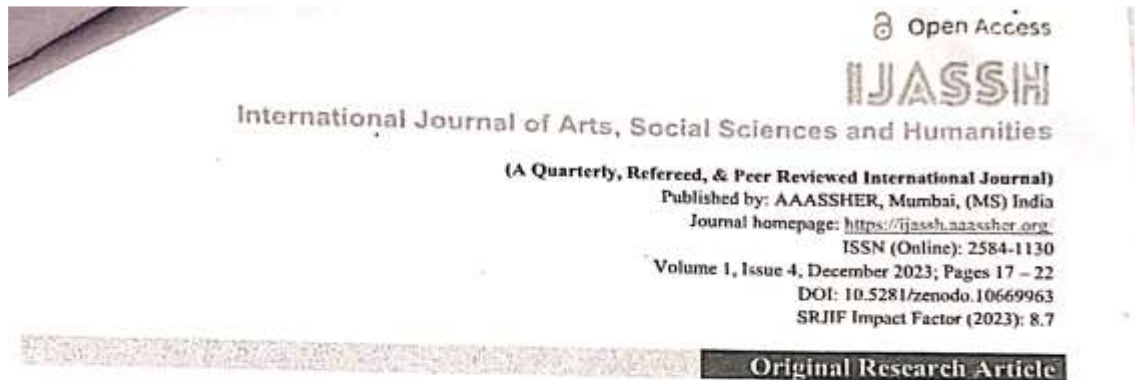 Open Access
IJASSH
International Journal of Arts, Social Sciences and Humanities
(A Quarterly, Refereed, & Peer Reviewed International Journal)
Published by: AAASSHER, Mumbai, (MS) India
Journal homepage: https://ijassh.aaassher.org/
ISSN (Online): 2584-1130
Volume 1, Issue 4, December 2023; Pages 17 – 22
DOI: 10.5281/zenodo.10669963
SRJIF Impact Factor (2023): 8.7
Original Research Article